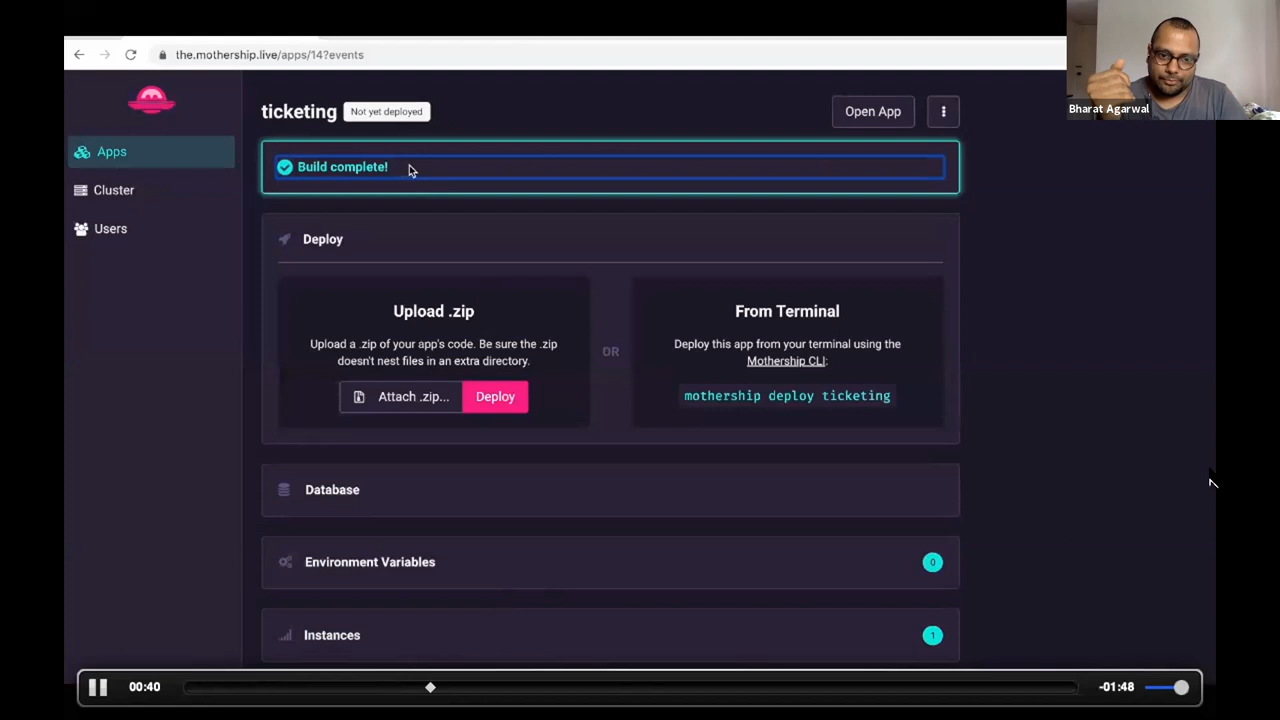 the.mothership.live/apps/14?events
Bharat Agarwal
ticketing
Not yet deployed
Open App
Apps
Cluster
Users
Build complete!
Deploy
Upload .zip
Upload a .zip of your app's code. Be sure the .zip
doesn't nest files in an extra directory.
Attach .zip...
Deploy
OR
From Terminal
Deploy this app from your terminal using the
Mothership CLI:
mothership deploy ticketing
Database
Environment Variables
0
Instances
1
00:40
-01:48